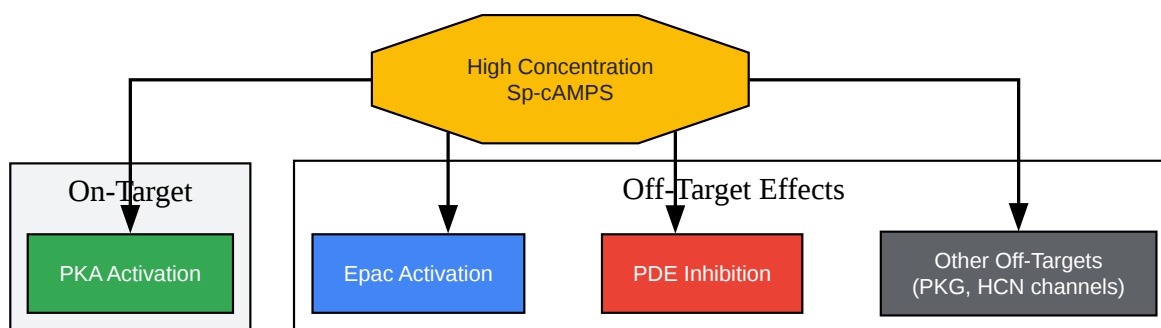 High Concentration
Sp-cAMPS
On-Target
Off-Target Effects
PKA Activation
Epac Activation
PDE Inhibition
Other Off-Targets
(PKG, HCN channels)